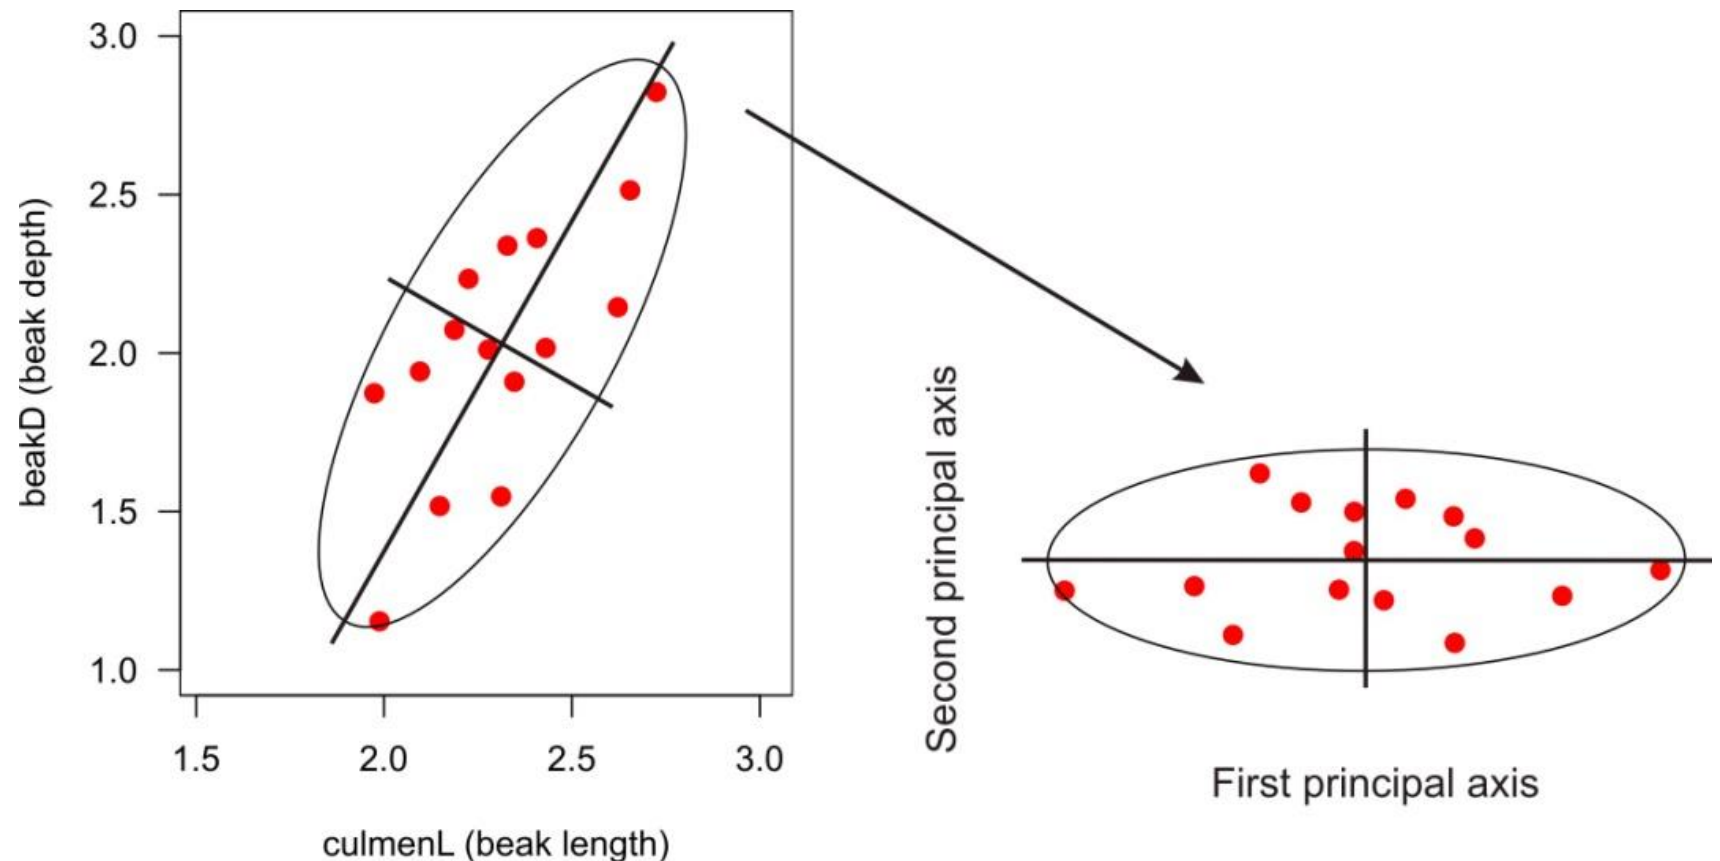 3.0
2.5
2.0
1.5
1.0
beakD (beak depth)
1.5
2.0
2.5
3.0
culmenL (beak length)
Second principal axis
First principal axis